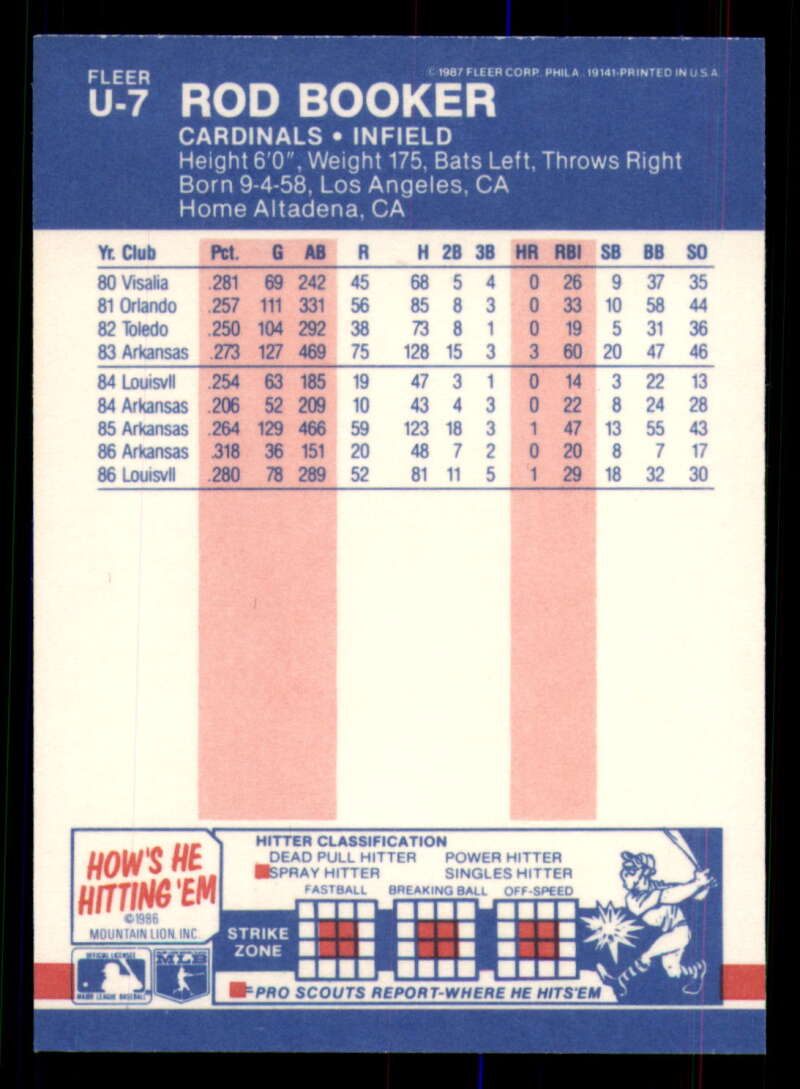 FLEER
©1987 FLEER CORP. PHILA. 19141-PRINTED IN U.S.A.
U-7 ROD BOOKER
CARDINALS • INFIELD
Height 6'0", Weight 175, Bats Left, Throws Right
Born 9-4-58, Los Angeles, CA
Home Altadena, CA
Yr. Club Pct. G AB R H 2B 3B HR RBI SB BB SO
80 Visalia .281 69 242 45 68 5 4 0 26 9 37 35
81 Orlando .257 111 331 56 85 8 3 0 33 10 58 44
82 Toledo .250 104 292 38 73 8 1 0 19 5 31 36
83 Arkansas .273 127 469 75 128 15 3 3 60 20 47 46
84 Louisvll .254 63 185 19 47 3 1 0 14 3 22 13
84 Arkansas .206 52 209 10 43 4 3 0 22 8 24 28
85 Arkansas .264 129 466 59 123 18 3 1 47 13 55 43
86 Arkansas .318 36 151 20 48 7 2 0 20 8 7 17
86 Louisvll .280 78 289 52 81 11 5 1 29 18 32 30
HOW'S HE
HITTING 'EM
©1986
MOUNTAIN LION, INC.
HITTER CLASSIFICATION
DEAD PULL HITTER POWER HITTER
SPRAY HITTER SINGLES HITTER
FASTBALL BREAKING BALL OFF-SPEED
STRIKE
ZONE
=PRO SCOUTS REPORT-WHERE HE HITS'EM
OFFICIAL LICENSEE
MAJOR LEAGUE BASEBALL
MLB